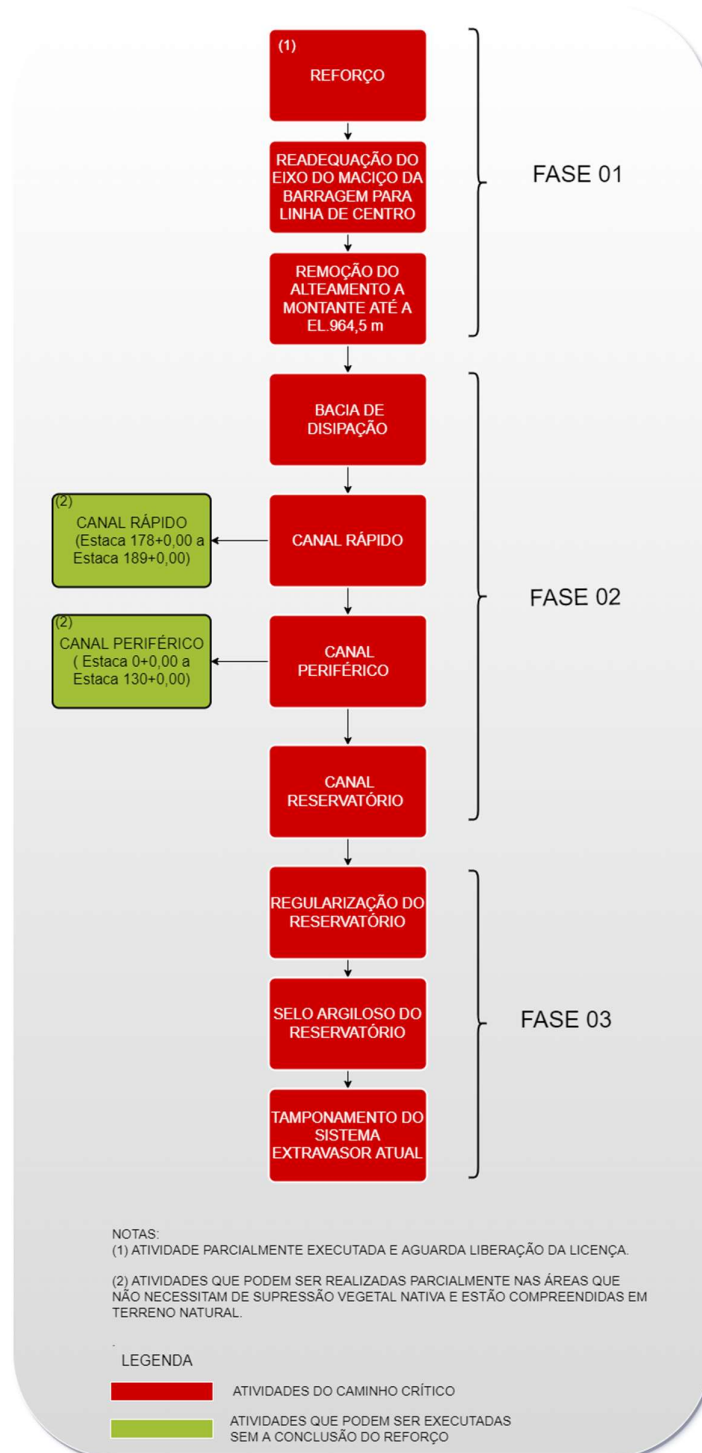 (1)
REFORÇO
READEQUAÇÃO DO
EIXO DO MACIÇO DA
BARRAGEM PARA
LINHA DE CENTRO
REMOÇÃO DO
ALTEAMENTO A
MONTANTE ATÉ A
EL.964,5 m
FASE 01
BACIA DE
DISIPAÇÃO
(2)
CANAL RÁPIDO
(Estaca 178+0,00 a
Estaca 189+0,00)
CANAL RÁPIDO
(2)
CANAL PERIFÉRICO
( Estaca 0+0,00 a
Estaca 130+0,00)
CANAL
PERIFÉRICO
CANAL
RESERVATÓRIO
FASE 02
REGULARIZAÇÃO DO
RESERVATÓRIO
SELO ARGILOSO DO
RESERVATÓRIO
TAMPONAMENTO DO
SISTEMA
EXTRAVASOR ATUAL
FASE 03
NOTAS:
(1) ATIVIDADE PARCIALMENTE EXECUTADA E AGUARDA LIBERAÇÃO DA LICENÇA.
(2) ATIVIDADES QUE PODEM SER REALIZADAS PARCIALMENTE NAS ÁREAS QUE
NÃO NECESSITAM DE SUPRESSÃO VEGETAL NATIVA E ESTÃO COMPREENDIDAS EM
TERRENO NATURAL.
.
LEGENDA
ATIVIDADES DO CAMINHO CRÍTICO
ATIVIDADES QUE PODEM SER EXECUTADAS
SEM A CONCLUSÃO DO REFORÇO